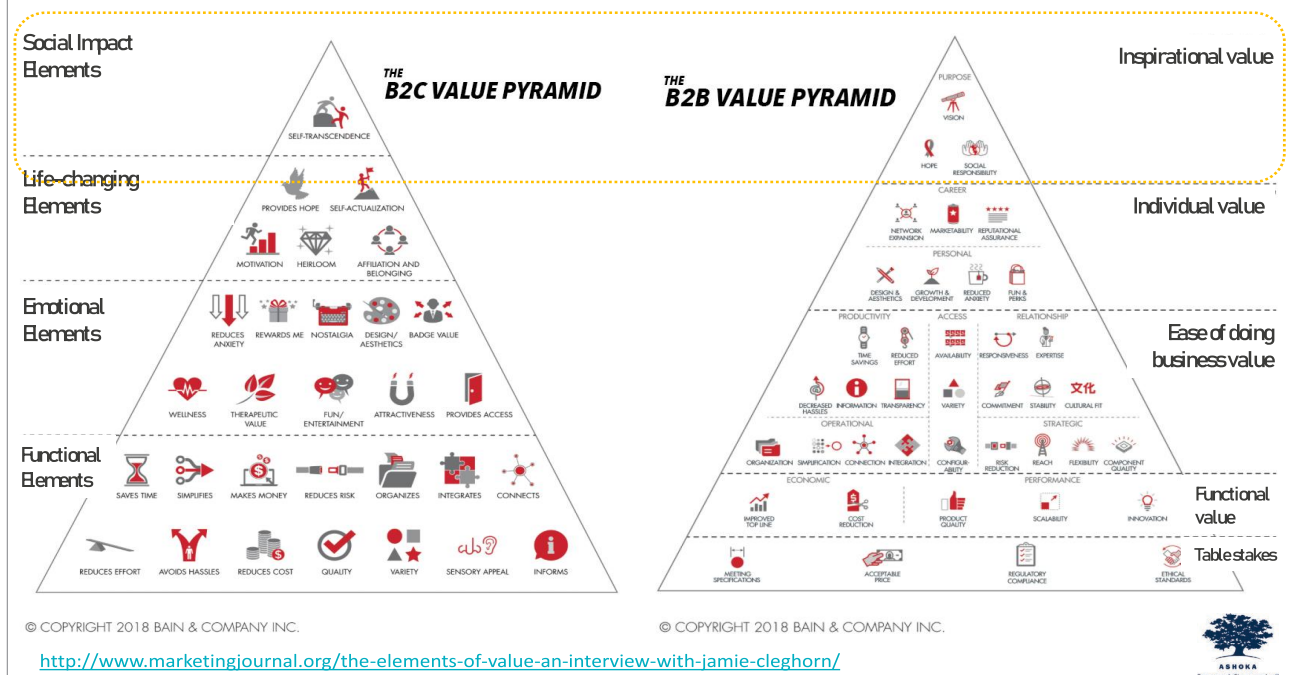 Social Impact
Elements
THE
B2C VALUE PYRAMID
SELF-TRANSCENDENCE
Life-changing
Elements
PROVIDES HOPE SELF-ACTUALIZATION
MOTIVATION HEIRLOOM AFFILIATION AND
BELONGING
Emotional
Elements
REDUCES
ANXIETY REWARDS ME NOSTALGIA DESIGN/
AESTHETICS BADGE VALUE
WELLNESS THERAPEUTIC
VALUE FUN/
ENTERTAINMENT ATTRACTIVENESS PROVIDES ACCESS
Functional
Elements
SAVES TIME SIMPLIFIES MAKES MONEY REDUCES RISK ORGANIZES INTEGRATES CONNECTS
REDUCES EFFORT AVOIDS HASSLES REDUCES COST QUALITY VARIETY SENSORY APPEAL INFORMS
© COPYRIGHT 2018 BAIN & COMPANY INC.
THE
B2B VALUE PYRAMID
Inspirational value
PURPOSE
VISION
HOPE SOCIAL
RESPONSIBILITY
Individual value
CAREER
NETWORK
EXPANSION MARKETABILITY REPUTATIONAL
ASSURANCE
PERSONAL
DESIGN &
AESTHETICS GROWTH &
DEVELOPMENT REDUCED
ANXIETY FUN &
PERKS
Ease of doing
business value
PRODUCTIVITY ACCESS RELATIONSHIP
TIME
SAVINGS REDUCED
EFFORT AVAILABILITY RESPONSIVENESS EXPERTISE
文化
DECREASED
HASSLES INFORMATION TRANSPARENCY VARIETY COMMITMENT STABILITY CULTURAL FIT
OPERATIONAL STRATEGIC
ORGANIZATION SIMPLIFICATION CONNECTION INTEGRATION CONFIGUR-
ABILITY RISK
REDUCTION REACH FLEXIBILITY COMPONENT
QUALITY
Functional
value
ECONOMIC PERFORMANCE
IMPROVED
TOP LINE COST
REDUCTION PRODUCT
QUALITY SCALABILITY INNOVATION
Table stakes
MEETING
SPECIFICATIONS ACCEPTABLE
PRICE REGULATORY
COMPLIANCE ETHICAL
STANDARDS
© COPYRIGHT 2018 BAIN & COMPANY INC.
http://www.marketingjournal.org/the-elements-of-value-an-interview-with-jamie-cleghorn/
ASHOKA